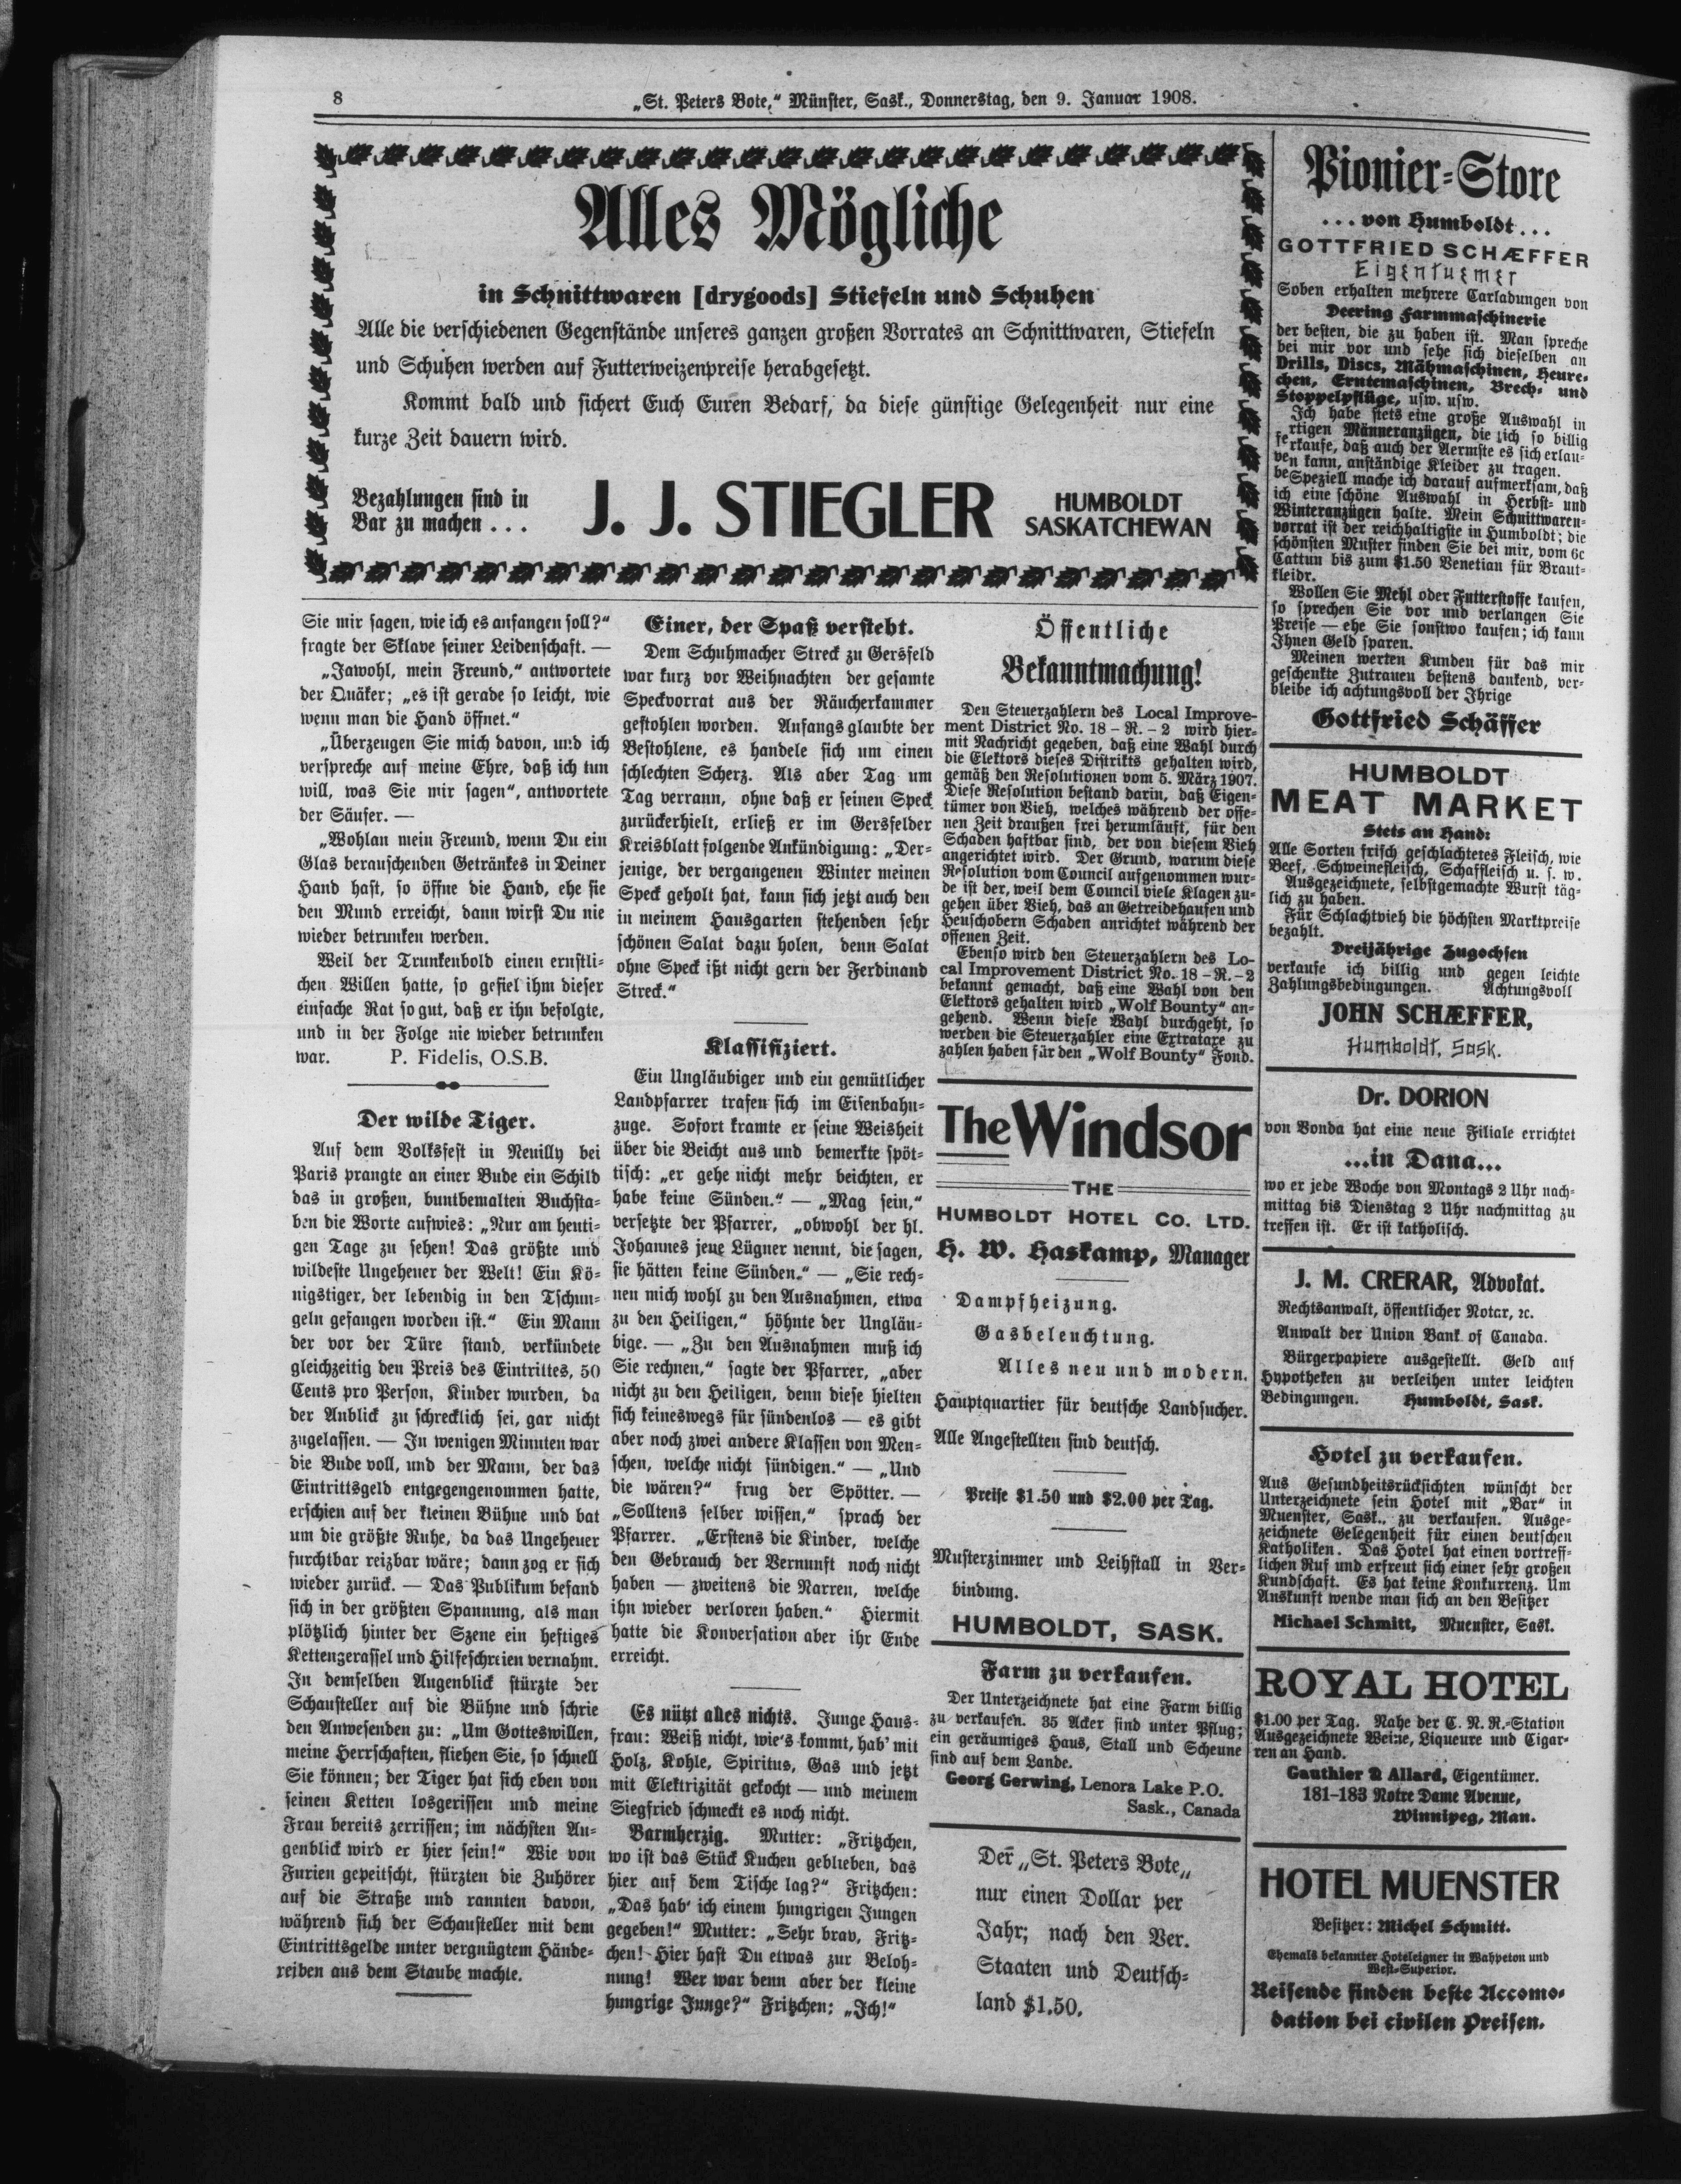 8
„St. Peters Bote,“ Münster, Sask., Donnerstag, den 9. Januar 1908.
Alles Mögliche
in Schnittwaren [drygoods] Stiefeln und Schuhen
Alle die verschiedenen Gegenstände unseres ganzen großen Vorrates an Schnittwaren, Stiefeln
und Schuhen werden auf Futterweizenpreise herabgesetzt.
Kommt bald und sichert Euch Euren Bedarf, da diese günstige Gelegenheit nur eine
kurze Zeit dauern wird.
Bezahlungen sind in
Bar zu machen . . .
J. J. STIEGLER
HUMBOLDT
SASKATCHEWAN
Sie mir sagen, wie ich es anfangen soll?“
fragte der Sklave seiner Leidenschaft. —
„Jawohl, mein Freund,“ antwortete
der Quäker; „es ist gerade so leicht, wie
wenn man die Hand öffnet.“
„Überzeugen Sie mich davon, und ich
verspreche auf meine Ehre, daß ich tun
will, was Sie mir sagen“, antwortete
der Säufer. —
„Wohlan mein Freund, wenn Du ein
Glas berauschenden Getränkes in Deiner
Hand hast, so öffne die Hand, ehe sie
den Mund erreicht, dann wirst Du nie
wieder betrunken werden.
Weil der Trunkenbold einen ernstli-
chen Willen hatte, so gefiel ihm dieser
einfache Rat so gut, daß er ihn befolgte,
und in der Folge nie wieder betrunken
war. P. Fidelis, O.S.B.
Der wilde Tiger.
Auf dem Volksfest in Neuilly bei
Paris prangte an einer Bude ein Schild
das in großen, buntbemalten Buchsta-
ben die Worte aufwies: „Nur am heuti-
gen Tage zu sehen! Das größte und
wildeste Ungeheuer der Welt! Ein Kö-
nigstiger, der lebendig in den Tschun-
geln gefangen worden ist.“ Ein Mann
der vor der Türe stand, verkündete
gleichzeitig den Preis des Eintrittes, 50
Cents pro Person, Kinder wurden, da
der Anblick zu schrecklich sei, gar nicht
zugelassen. — In wenigen Minuten war
die Bude voll, und der Mann, der das
Eintrittsgeld entgegengenommen hatte,
erschien auf der kleinen Bühne und bat
um die größte Ruhe, da das Ungeheuer
furchtbar reizbar wäre; dann zog er sich
wieder zurück. — Das Publikum befand
sich in der größten Spannung, als man
plötzlich hinter der Szene ein heftiges
Kettengerassel und Hilfeschreien vernahm.
In demselben Augenblick stürzte der
Schausteller auf die Bühne und schrie
den Anwesenden zu: „Um Gotteswillen,
meine Herrschaften, fliehen Sie, so schnell
Sie können; der Tiger hat sich eben von
seinen Ketten losgerissen und meine
Frau bereits zerrissen; im nächsten Au-
genblick wird er hier sein!“ Wie von
Furien gepeitscht, stürzten die Zuhörer
auf die Straße und rannten davon,
während sich der Schausteller mit dem
Eintrittsgelde unter vergnügtem Hände-
reiben aus dem Staube machte.
Einer, der Spaß versteht.
Dem Schuhmacher Streck zu Gersfeld
war kurz vor Weihnachten der gesamte
Speckvorrat aus der Räucherkammer
gestohlen worden. Anfangs glaubte der
Bestohlene, es handele sich um einen
schlechten Scherz. Als aber Tag um
Tag verrann, ohne daß er seinen Speck
zurückerhielt, erließ er im Gersfelder
Kreisblatt folgende Ankündigung: „Der-
jenige, der vergangenen Winter meinen
Speck geholt hat, kann sich jetzt auch den
in meinem Hausgarten stehenden sehr
schönen Salat dazu holen, denn Salat
ohne Speck ißt nicht gern der Ferdinand
Streck.“
Klassifiziert.
Ein Ungläubiger und ein gemütlicher
Landpfarrer trafen sich im Eisenbahn-
zuge. Sofort kramte er seine Weisheit
über die Beicht aus und bemerkte spöt-
tisch: „er gehe nicht mehr beichten, er
habe keine Sünden.“ — „Mag sein,“
versetzte der Pfarrer, „obwohl der hl.
Johannes jene Lügner nennt, die sagen,
sie hätten keine Sünden.“ — „Sie rech-
nen mich wohl zu den Ausnahmen, etwa
zu den Heiligen,“ höhnte der Ungläu-
bige. — „Zu den Ausnahmen muß ich
Sie rechnen,“ sagte der Pfarrer, „aber
nicht zu den Heiligen, denn diese hielten
sich keineswegs für sündenlos — es gibt
aber noch zwei andere Klassen von Men-
schen, welche nicht sündigen.“ — „Und
die wären?“ frug der Spötter. —
„Solltens selber wissen,“ sprach der
Pfarrer. „Erstens die Kinder, welche
den Gebrauch der Vernunft noch nicht
haben — zweitens die Narren, welche
ihn wieder verloren haben.“ Hiermit
hatte die Konversation aber ihr Ende
erreicht.
Es nützt alles nichts. Junge Haus-
frau: Weiß nicht, wie's kommt, hab' mit
Holz, Kohle, Spiritus, Gas und jetzt
mit Elektrizität gekocht — und meinem
Siegfried schmeckt es noch nicht.
Barmherzig. Mutter: „Fritzchen,
wo ist das Stück Kuchen geblieben, das
hier auf dem Tische lag?“ Fritzchen:
„Das hab' ich einem hungrigen Jungen
gegeben!“ Mutter: „Sehr brav, Fritz-
chen! Hier hast Du etwas zur Beloh-
nung! Wer war denn aber der kleine
hungrige Junge?“ Fritzchen: „Ich!“
Öffentliche
Bekanntmachung!
Den Steuerzahlern des Local Improve-
ment District No. 18 – R. – 2 wird hier-
mit Nachricht gegeben, daß eine Wahl durch
die Elektors dieses Distrikts gehalten wird,
gemäß den Resolutionen vom 5. März 1907.
Diese Resolution bestand darin, daß Eigen-
tümer von Vieh, welches während der offe-
nen Zeit draußen frei herumläuft, für den
Schaden haftbar sind, der von diesem Vieh
angerichtet wird. Der Grund, warum diese
Resolution vom Council aufgenommen wur-
de ist der, weil dem Council viele Klagen zu-
gehen über Vieh, das an Getreidehaufen und
Heuschobern Schaden anrichtet während der
offenen Zeit.
Ebenso wird den Steuerzahlern des Lo-
cal Improvement District No. 18 – R. – 2
bekannt gemacht, daß eine Wahl von den
Elektors gehalten wird „Wolf Bounty“ an-
gehend. Wenn diese Wahl durchgeht, so
werden die Steuerzahler eine Extrataxe zu
zahlen haben für den „Wolf Bounty“ Fond.
The Windsor
THE
HUMBOLDT HOTEL CO. LTD.
H. W. Haskamp, Manager
Dampfheizung.
Gasbeleuchtung.
Alles neu und modern.
Hauptquartier für deutsche Landsucher.
Alle Angestellten sind deutsch.
Preise $1.50 und $2.00 per Tag.
Musterzimmer und Leihstall in Ver-
bindung.
HUMBOLDT, SASK.
Farm zu verkaufen.
Der Unterzeichnete hat eine Farm billig
zu verkaufen. 35 Acker sind unter Pflug;
ein geräumiges Haus, Stall und Scheune
sind auf dem Lande.
Georg Gerwing, Lenora Lake P.O.
Sask., Canada
Der „St. Peters Bote„
nur einen Dollar per
Jahr; nach den Ver.
Staaten und Deutsch-
land $1.50.
Pionier-Store
. . . von Humboldt . . .
GOTTFRIED SCHÆFFER
Eigentuemer
Soben erhalten mehrere Carladungen von
Deering Farmmaschinerie
der besten, die zu haben ist. Man spreche
bei mir vor und sehe sich dieselben an
Drills, Discs, Mähmaschinen, Heure-
chen, Erntemaschinen, Brech- und
Stoppelpflüge, usw. usw.
Ich habe stets eine große Auswahl in
fertigen Männeranzügen, die ich so billig
verkaufe, daß auch der Aermste es sich erlau-
ben kann, anständige Kleider zu tragen.
Speziell mache ich darauf aufmerksam, daß
ich eine schöne Auswahl in Herbst- und
Winteranzügen halte. Mein Schnittwaren-
vorrat ist der reichhaltigste in Humboldt; die
schönsten Muster finden Sie bei mir, vom 6c
Cattun bis zum $1.50 Venetian für Braut-
kleidr.
Wollen Sie Mehl oder Futterstoffe kaufen,
so sprechen Sie vor und verlangen Sie
Preise — ehe Sie sonstwo kaufen; ich kann
Ihnen Geld sparen.
Meinen werten Kunden für das mir
geschenkte Zutrauen bestens dankend, ver-
bleibe ich achtungsvoll der Ihrige
Gottfried Schäffer
HUMBOLDT
MEAT MARKET
Stets an Hand:
Alle Sorten frisch geschlachtetes Fleisch, wie
Beef, Schweinefleisch, Schaffleisch u. s. w.
Ausgezeichnete, selbstgemachte Wurst täg-
lich zu haben.
Für Schlachtvieh die höchsten Marktpreise
bezahlt.
Dreijährige Zugochsen
verkaufe ich billig und gegen leichte
Zahlungsbedingungen. Achtungsvoll
JOHN SCHÆFFER,
Humboldt, Sask.
Dr. DORION
von Vonda hat eine neue Filiale errichtet
...in Dana...
wo er jede Woche von Montags 2 Uhr nach-
mittag bis Dienstag 2 Uhr nachmittag zu
treffen ist. Er ist katholisch.
J. M. CRERAR, Advokat.
Rechtsanwalt, öffentlicher Notar, ꝛc.
Anwalt der Union Bank of Canada.
Bürgerpapiere ausgestellt. Geld auf
Hypotheken zu verleihen unter leichten
Bedingungen. Humboldt, Sask.
Hotel zu verkaufen.
Aus Gesundheitsrücksichten wünscht der
Unterzeichnete sein Hotel mit „Bar“ in
Muenster, Sask., zu verkaufen. Ausge-
zeichnete Gelegenheit für einen deutschen
Katholiken. Das Hotel hat einen vortreff-
lichen Ruf und erfreut sich einer sehr großen
Kundschaft. Es hat keine Konkurrenz. Um
Auskunft wende man sich an den Besitzer
Michael Schmitt, Muenster, Sask.
ROYAL HOTEL
$1.00 per Tag. Nahe der C. N. R.-Station
Ausgezeichnete Weine, Liqueure und Cigar-
ren an Hand.
Gauthier & Allard, Eigentümer.
181–183 Notre Dame Avenue,
Winnipeg, Man.
HOTEL MUENSTER
Besitzer: Michel Schmitt.
Ehemals bekannter Hoteleigner in Wahpeton und
West-Superior.
Reisende finden beste Accomo-
dation bei civilen Preisen.